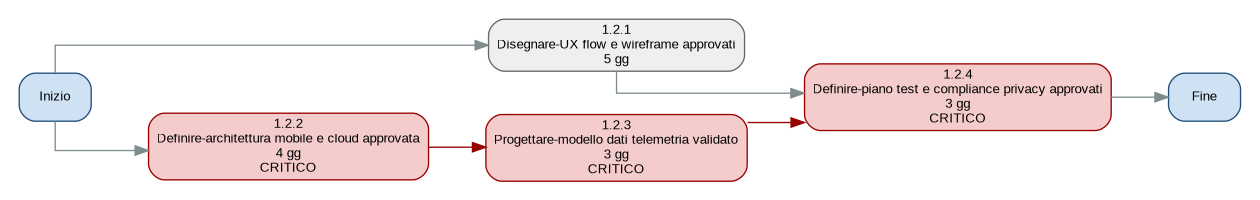 Inizio
1.2.1
Disegnare-UX flow e wireframe approvati
5 gg
1.2.2
Definire-architettura mobile e cloud approvata
4 gg
CRITICO
1.2.3
Progettare-modello dati telemetria validato
3 gg
CRITICO
1.2.4
Definire-piano test e compliance privacy approvati
3 gg
CRITICO
Fine